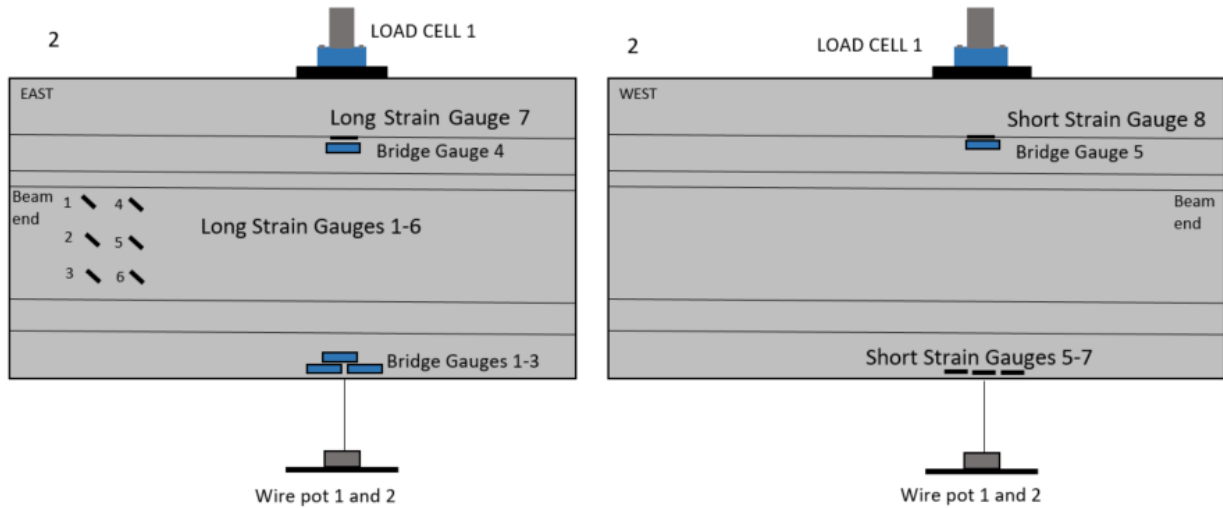 2
LOAD CELL 1
EAST
Long Strain Gauge 7
Bridge Gauge 4
Beam
end
1
4
Long Strain Gauges 1-6
2
5
3
6
Bridge Gauges 1-3
Wire pot 1 and 2
2
LOAD CELL 1
WEST
Short Strain Gauge 8
Bridge Gauge 5
Beam
end
Short Strain Gauges 5-7
Wire pot 1 and 2